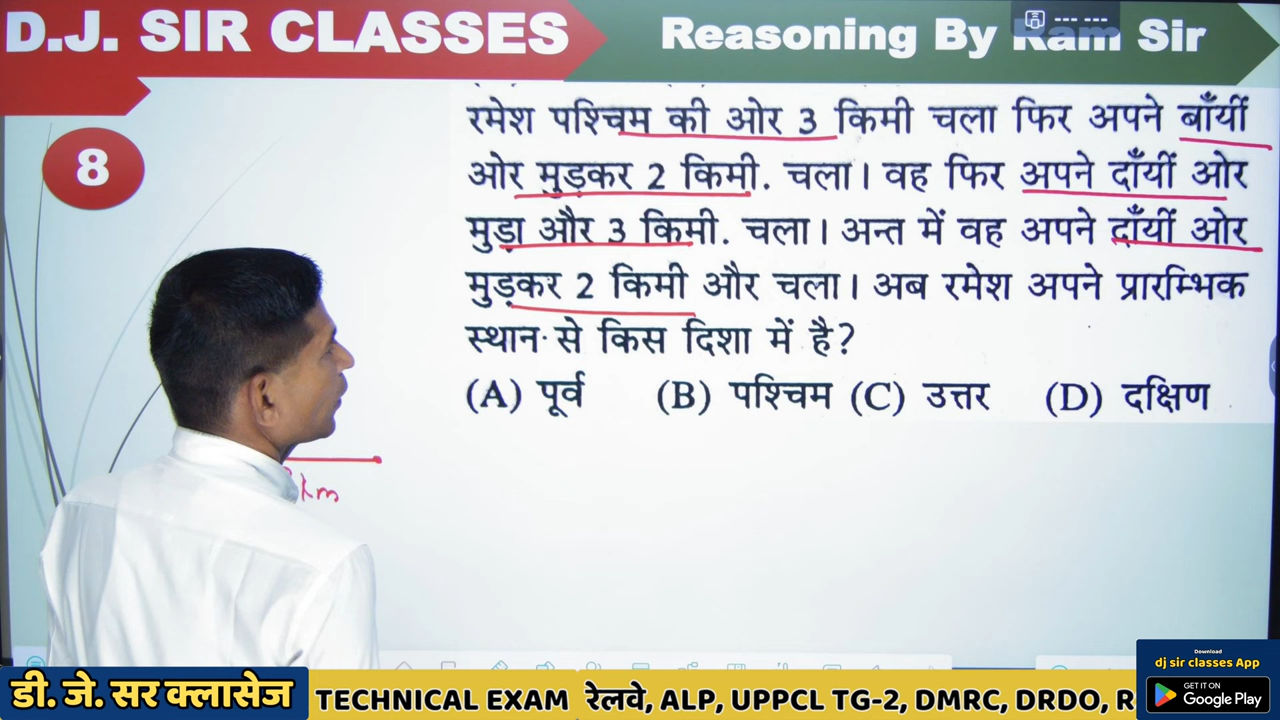 D.J. SIR CLASSES
Reasoning By Ram Sir
8
रमेश पश्चिम की ओर 3 किमी चला फिर अपने बाँयीं
ओर मुड़कर 2 किमी. चला। वह फिर अपने दाँयीं ओर
मुड़ा और 3 किमी. चला। अन्त में वह अपने दाँयीं ओर
मुड़कर 2 किमी और चला। अब रमेश अपने प्रारम्भिक
स्थान से किस दिशा में है?
(A) पूर्व (B) पश्चिम (C) उत्तर (D) दक्षिण
km
डी. जे. सर क्लासेज
TECHNICAL EXAM रेलवे, ALP, UPPCL TG-2, DMRC, DRDO, R
Download
dj sir classes App
GET IT ON
Google Play